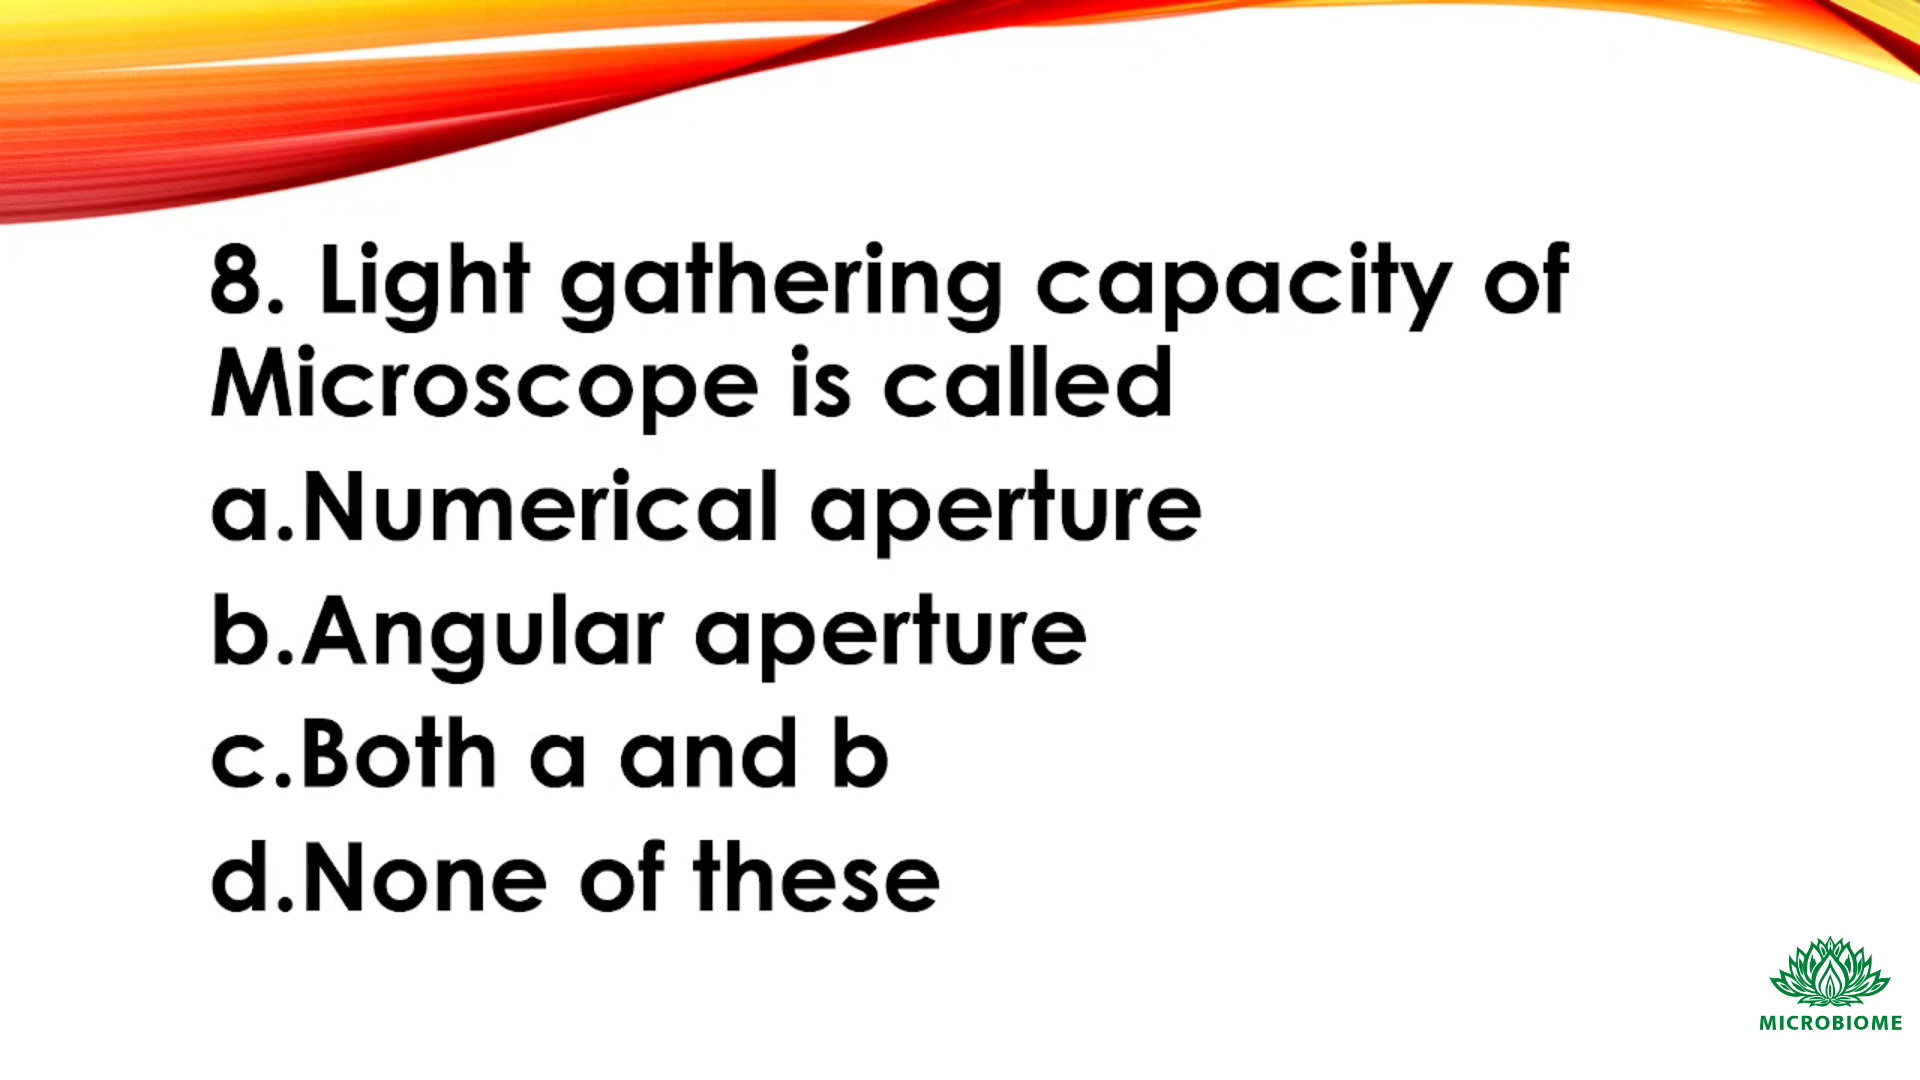 8. Light gathering capacity of
Microscope is called
a.Numerical aperture
b.Angular aperture
c.Both a and b
d.None of these
MICROBIOME